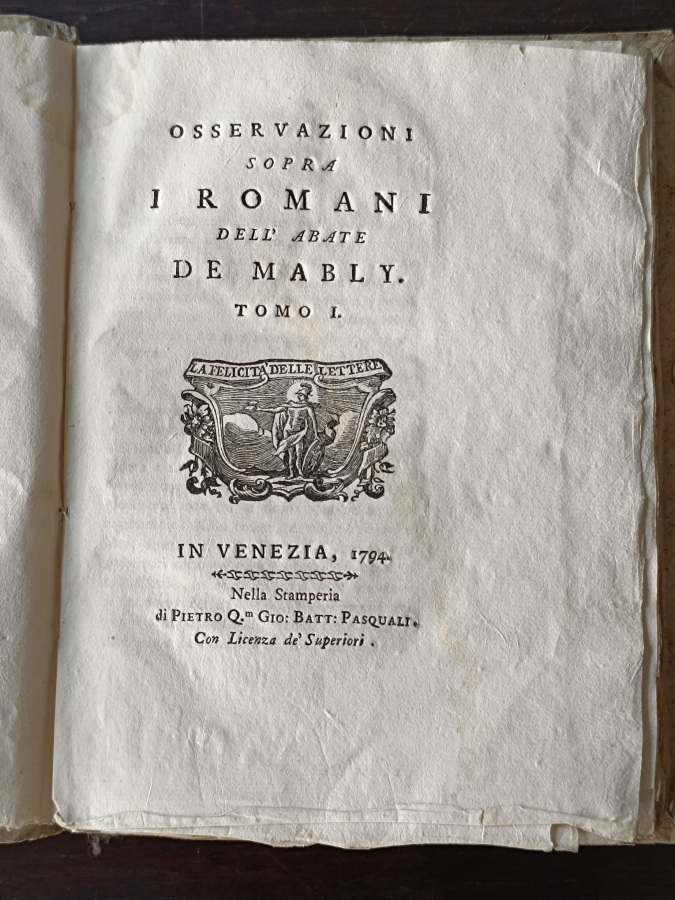 OSSERVAZIONI
SOPRA
I ROMANI
DELL' ABATE
DE MABLY.
TOMO I.
LA FELICITA' DELLE LETTERE
IN VENEZIA, 1794.
Nella Stamperia
di PIETRO Q.m GIO: BATT: PASQUALI.
Con Licenza de' Superiori.